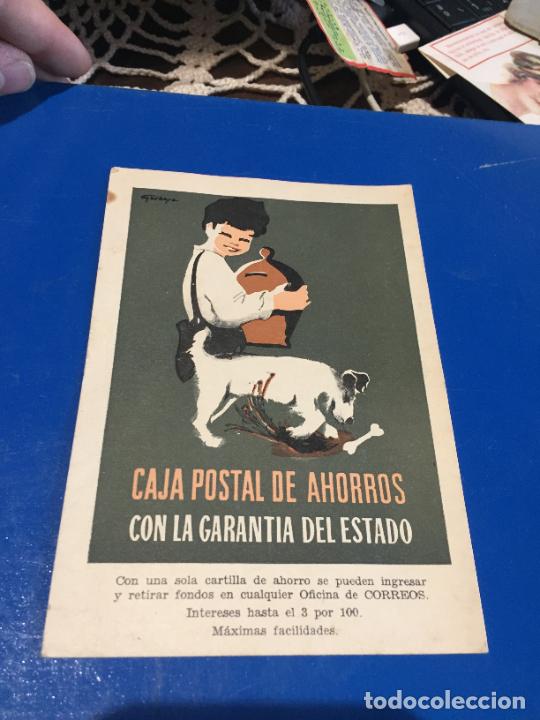 CAJA POSTAL DE AHORROS
CON LA GARANTIA DEL ESTADO
Con una sola cartilla de ahorro se pueden ingresar
y retirar fondos en cualquier Oficina de CORREOS.
Intereses hasta el 3 por 100.
Máximas facilidades.
todocoleccion.net